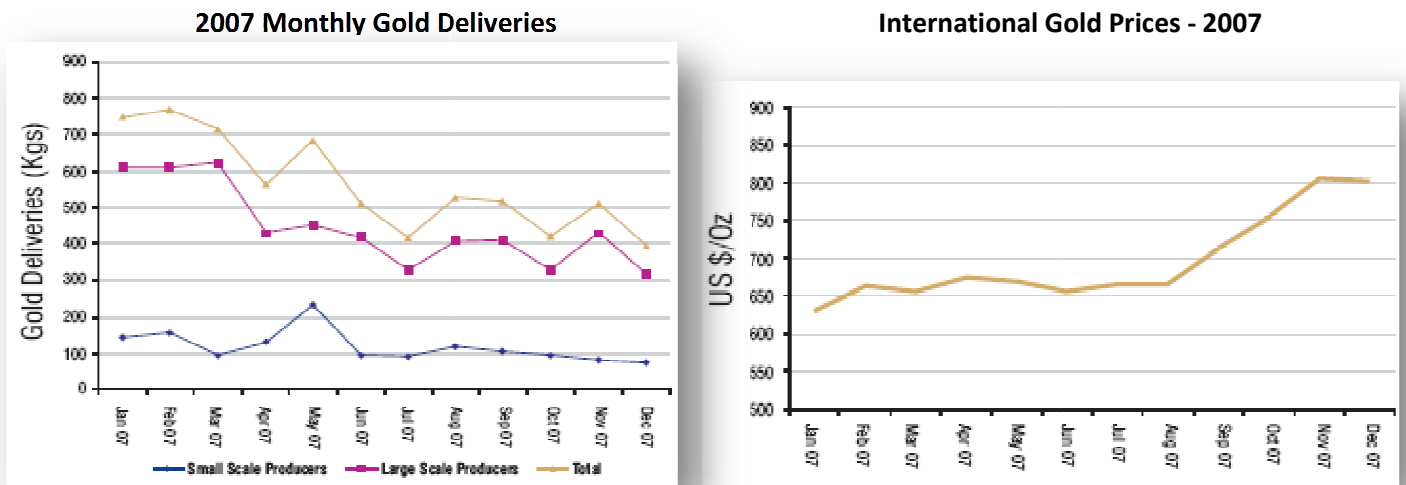 2007 Monthly Gold Deliveries
Gold Deliveries (Kgs)
900
800
700
600
500
400
300
200
100
0
Jan 07
Feb 07
Mar 07
Apr 07
May 07
Jun 07
Jul 07
Aug 07
Sep 07
Oct 07
Nov 07
Dec 07
Small Scale Producers
Large Scale Producers
Total
International Gold Prices - 2007
US $/Oz
900
850
800
750
700
650
600
550
500
Jan 07
Feb 07
Mar 07
Apr 07
May 07
Jun 07
Jul 07
Aug 07
Sep 07
Oct 07
Nov 07
Dec 07